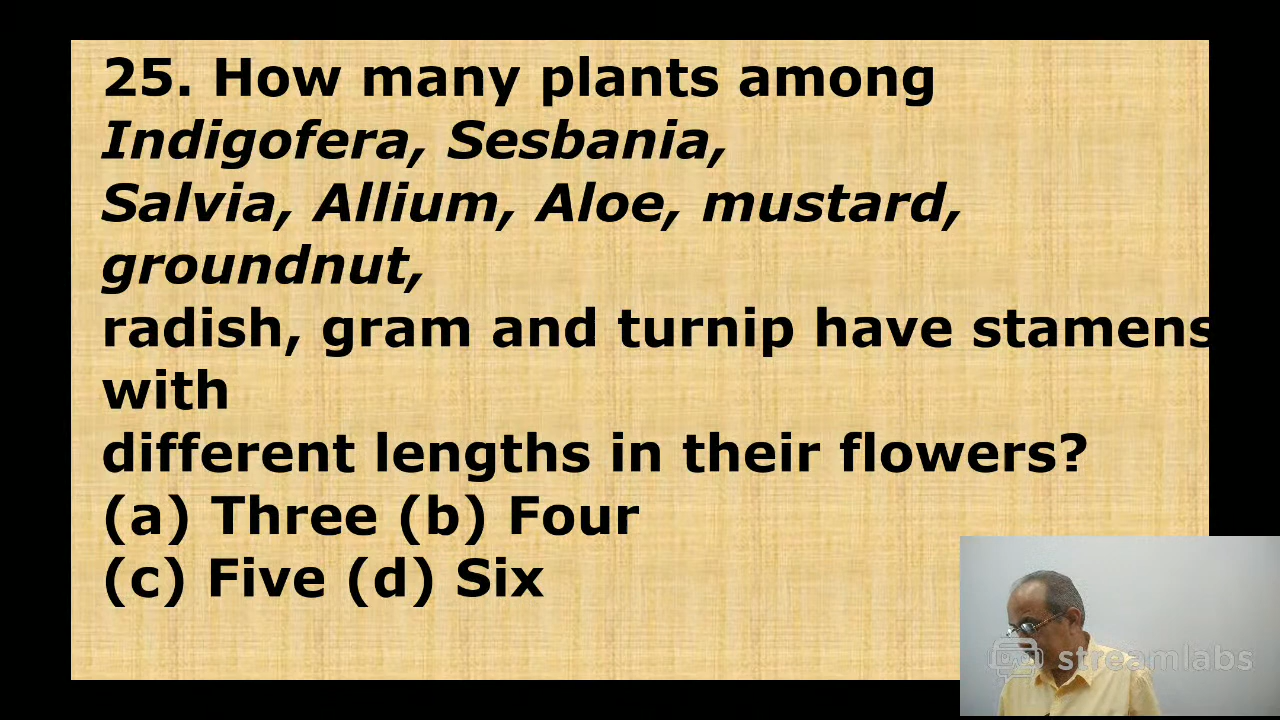 25. How many plants among
Indigofera, Sesbania,
Salvia, Allium, Aloe, mustard,
groundnut,
radish, gram and turnip have stamens
with
different lengths in their flowers?
(a) Three (b) Four
(c) Five (d) Six
streamlabs